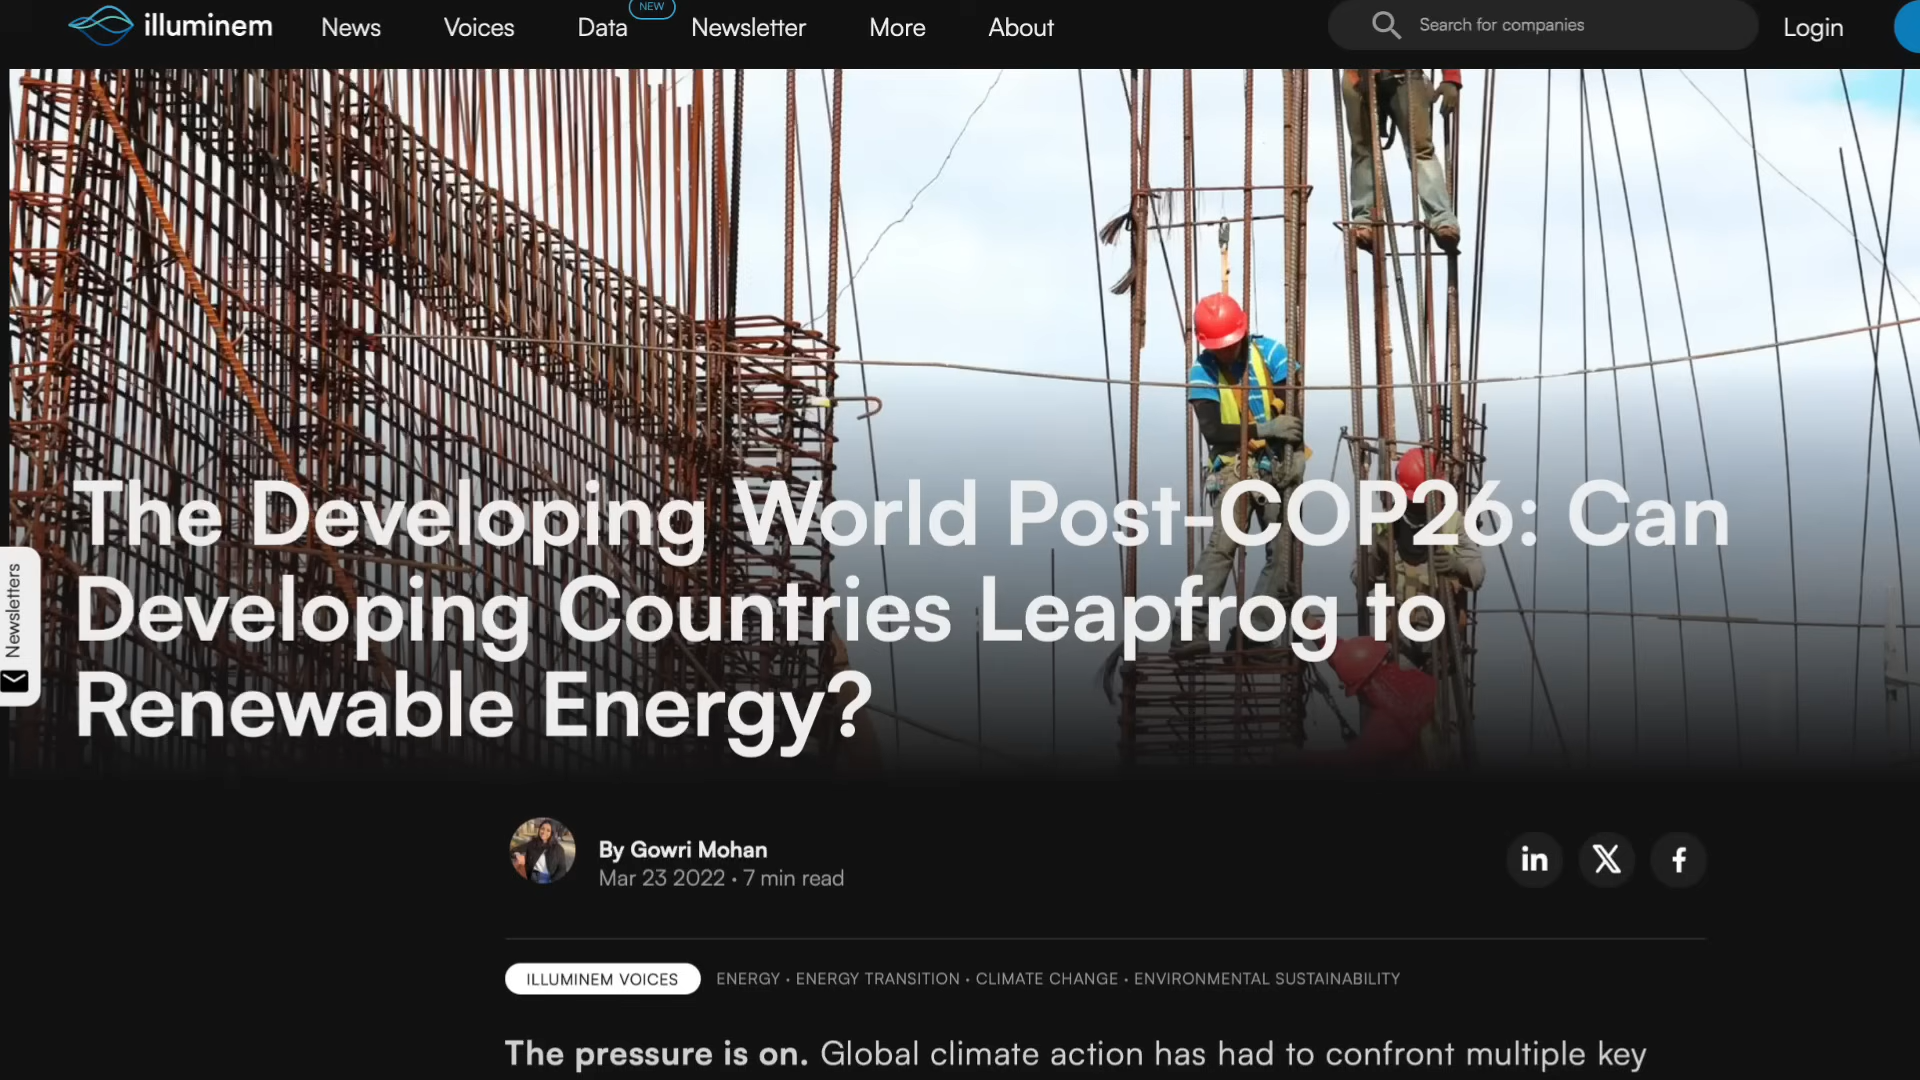 illuminem
News
Voices
Data
NEW
Newsletter
More
About
Search for companies
Login
The Developing World Post-COP26: Can
Developing Countries Leapfrog to
Renewable Energy?
Newsletters
By Gowri Mohan
Mar 23 2022 · 7 min read
in
X
f
ILLUMINEM VOICES
ENERGY · ENERGY TRANSITION · CLIMATE CHANGE · ENVIRONMENTAL SUSTAINABILITY
The pressure is on. Global climate action has had to confront multiple key